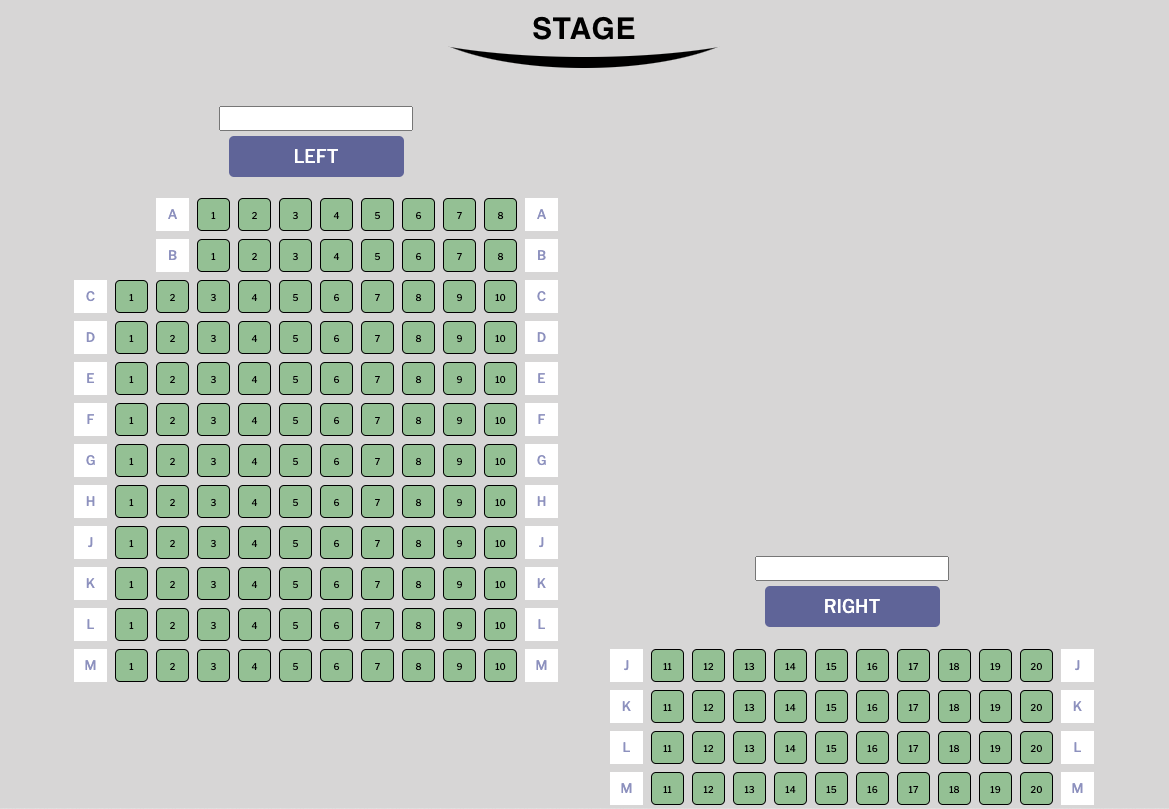 STAGE
LEFT
A 1 2 3 4 5 6 7 8 A
B 1 2 3 4 5 6 7 8 B
C 1 2 3 4 5 6 7 8 9 10 C
D 1 2 3 4 5 6 7 8 9 10 D
E 1 2 3 4 5 6 7 8 9 10 E
F 1 2 3 4 5 6 7 8 9 10 F
G 1 2 3 4 5 6 7 8 9 10 G
H 1 2 3 4 5 6 7 8 9 10 H
J 1 2 3 4 5 6 7 8 9 10 J
K 1 2 3 4 5 6 7 8 9 10 K
L 1 2 3 4 5 6 7 8 9 10 L
M 1 2 3 4 5 6 7 8 9 10 M
RIGHT
J 11 12 13 14 15 16 17 18 19 20 J
K 11 12 13 14 15 16 17 18 19 20 K
L 11 12 13 14 15 16 17 18 19 20 L
M 11 12 13 14 15 16 17 18 19 20 M